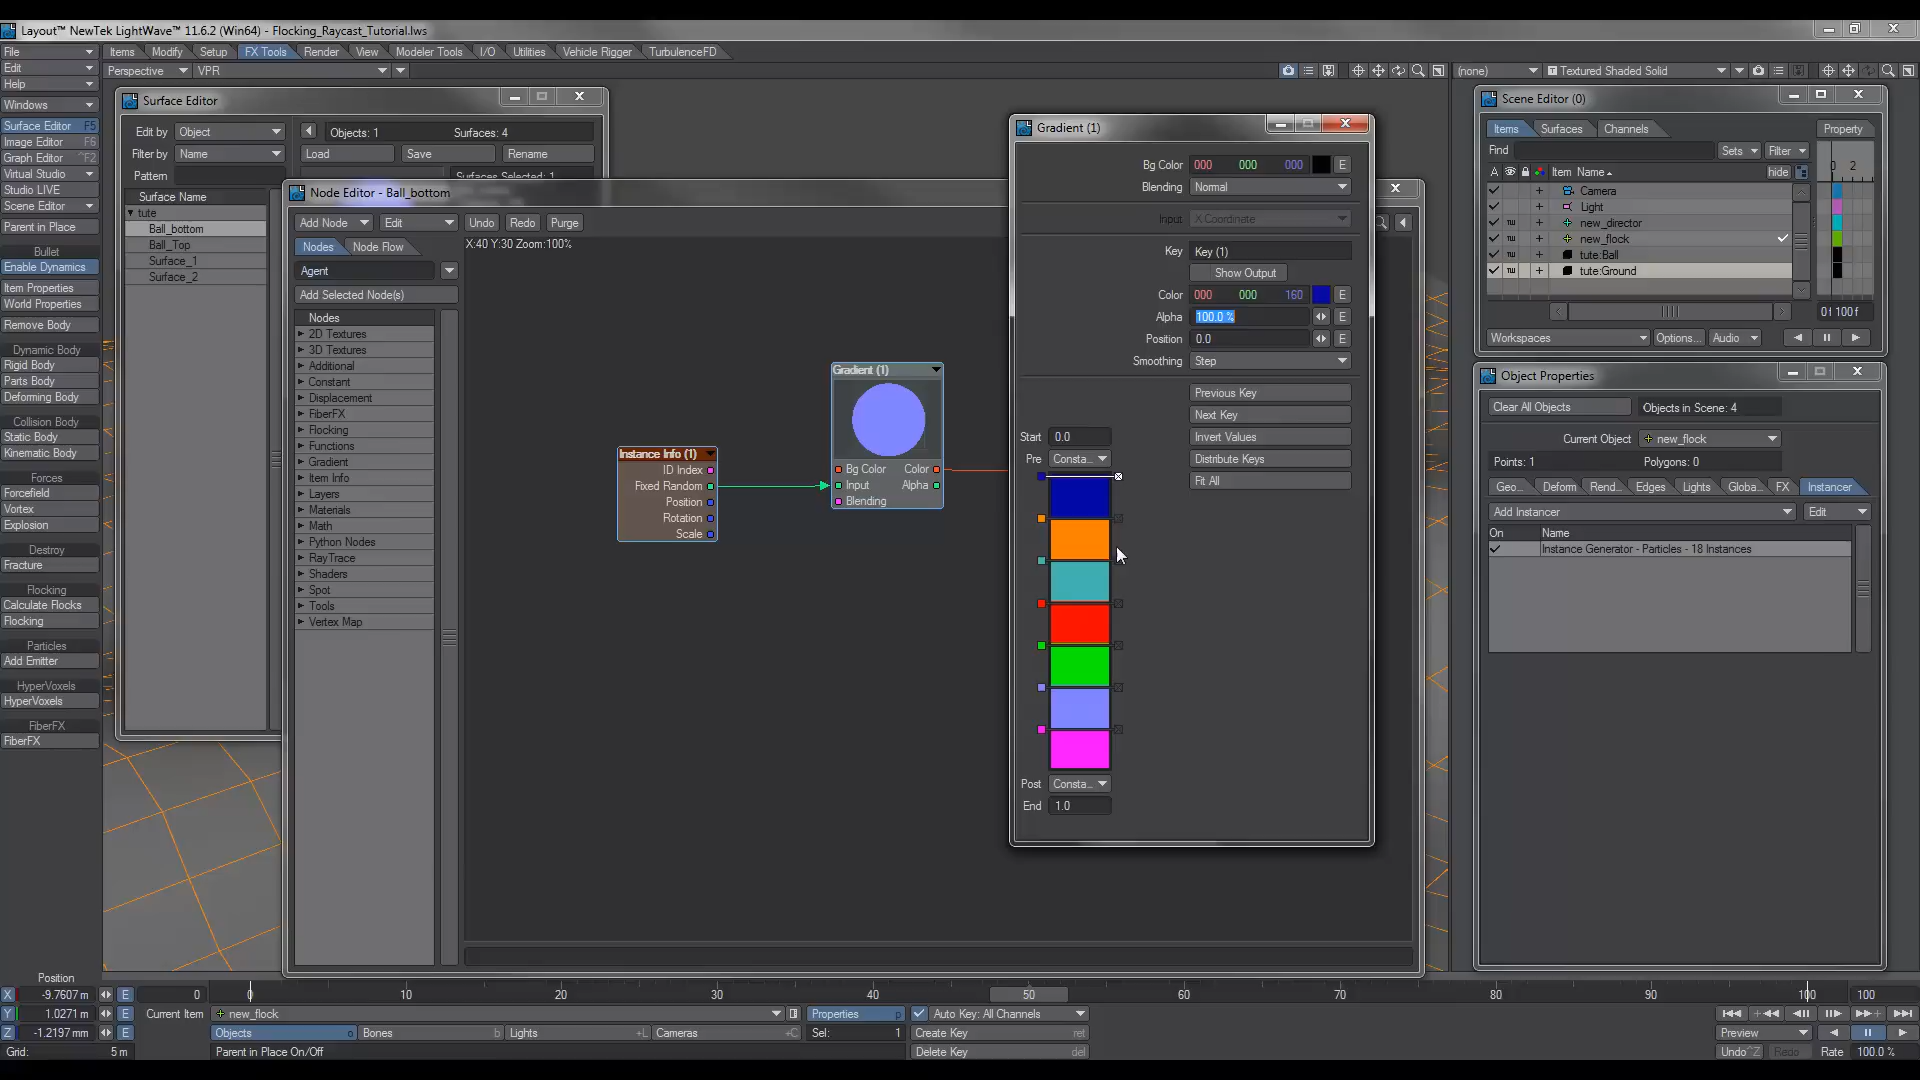 Layout™ NewTek LightWave™ 11.6.2 (Win64) - Flocking_Raycast_Tutorial.lws
File
Items Modify Setup FX Tools Render View Modeler Tools I/O Utilities Vehicle Rigger TurbulenceFD
Edit
Perspective VPR
(none) Textured Shaded Solid
Help
Windows
Surface Editor F5
Image Editor F6
Graph Editor ^F2
Virtual Studio
Studio LIVE
Scene Editor
Parent in Place
Bullet
Enable Dynamics
Item Properties
World Properties
Remove Body
Dynamic Body
Rigid Body
Parts Body
Deforming Body
Collision Body
Static Body
Kinematic Body
Forces
Forcefield
Vortex
Explosion
Destroy
Fracture
Flocking
Calculate Flocks
Flocking
Particles
Add Emitter
HyperVoxels
HyperVoxels
FiberFX
FiberFX
Surface Editor
Edit by Object Objects: 1 Surfaces: 4
Filter by Name Load Save Rename
Pattern Surfaces Selected: 1
Surface Name
tute
Ball_bottom
Ball_Top
Surface_1
Surface_2
Node Editor - Ball_bottom
Add Node Edit Undo Redo Purge
Nodes Node Flow X:40 Y:30 Zoom:100%
Agent
Add Selected Node(s)
Nodes
2D Textures
3D Textures
Additional
Constant
Displacement
FiberFX
Flocking
Functions
Gradient
Item Info
Layers
Materials
Math
Python Nodes
RayTrace
Shaders
Spot
Tools
Vertex Map
Instance Info (1)
ID Index
Fixed Random
Position
Rotation
Scale
Gradient (1)
Bg Color Color
Input Alpha
Blending
Gradient (1)
Bg Color 000 000 000 E
Blending Normal
Input X Coordinate
Key Key (1)
Show Output
Color 000 000 160 E
Alpha 100.0 % E
Position 0.0 E
Smoothing Step
Previous Key
Next Key
Invert Values
Distribute Keys
Fit All
Start 0.0
Pre Consta...
Post Consta...
End 1.0
Scene Editor (0)
Items Surfaces Channels Property
Find Sets Filter 0 2
A Item Name hide
Camera
Light
new_director
new_flock
tute:Ball
tute:Ground
0f 100f
Workspaces Options... Audio
Object Properties
Clear All Objects Objects in Scene: 4
Current Object new_flock
Points: 1 Polygons: 0
Geo... Deform Rend... Edges Lights Globa... FX Instancer
Add Instancer Edit
On Name
Instance Generator - Particles - 18 Instances
Position
X -9.7607 m E 0 0 10 20 30 40 50 60 70 80 90 100 100
Y 1.0271 m E Current Item new_flock Properties p Auto Key: All Channels
Z -1.2197 mm E Objects o Bones b Lights +L Cameras +C Sel: 1 Create Key ret Preview
Grid: 5 m Parent in Place On/Off Delete Key del Undo^Z Redo Rate 100.0 %